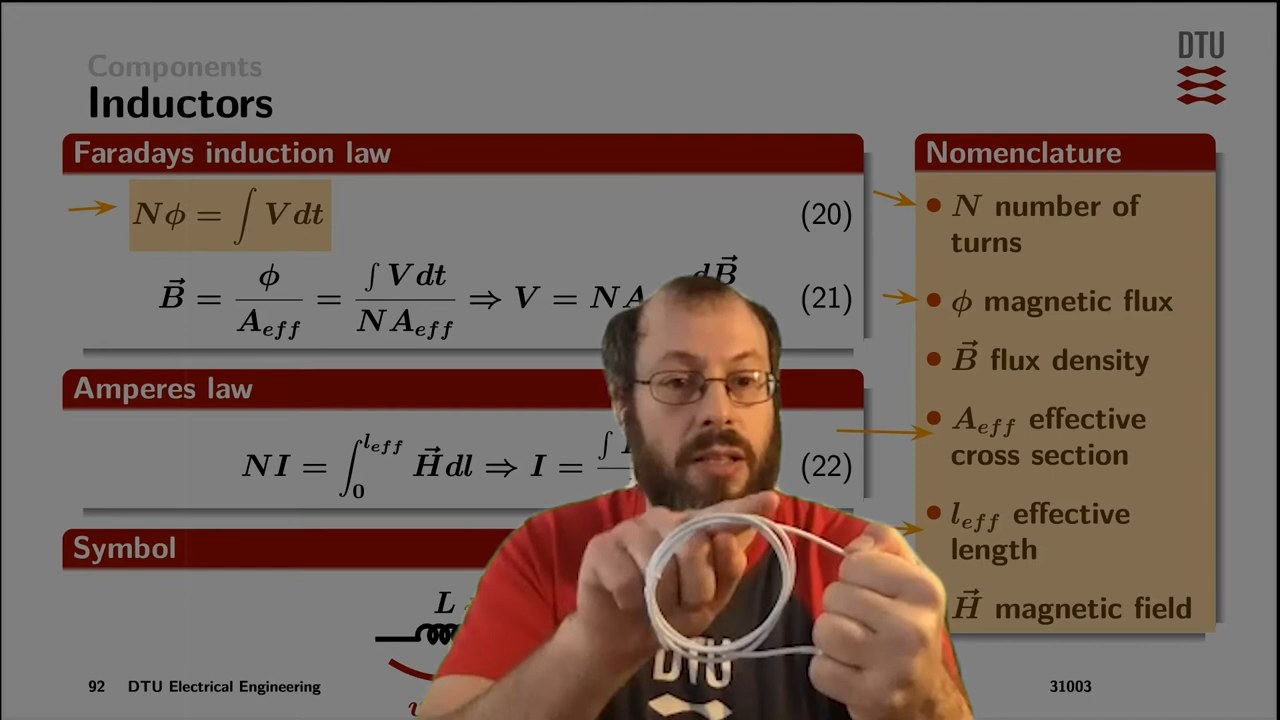 DTU
Components
Inductors
Faradays induction law
Nϕ = ∫ V dt (20)
B⃗ = ϕ / A_eff = ∫ V dt / N A_eff ⇒ V = N A dB⃗ (21)
Amperes law
NI = ∫₀^{l_eff} H⃗ dl ⇒ I = ∫ (22)
Symbol
L
Nomenclature
N number of
turns
ϕ magnetic flux
B⃗ flux density
A_eff effective
cross section
l_eff effective
length
H⃗ magnetic field
DTU
92 DTU Electrical Engineering 31003